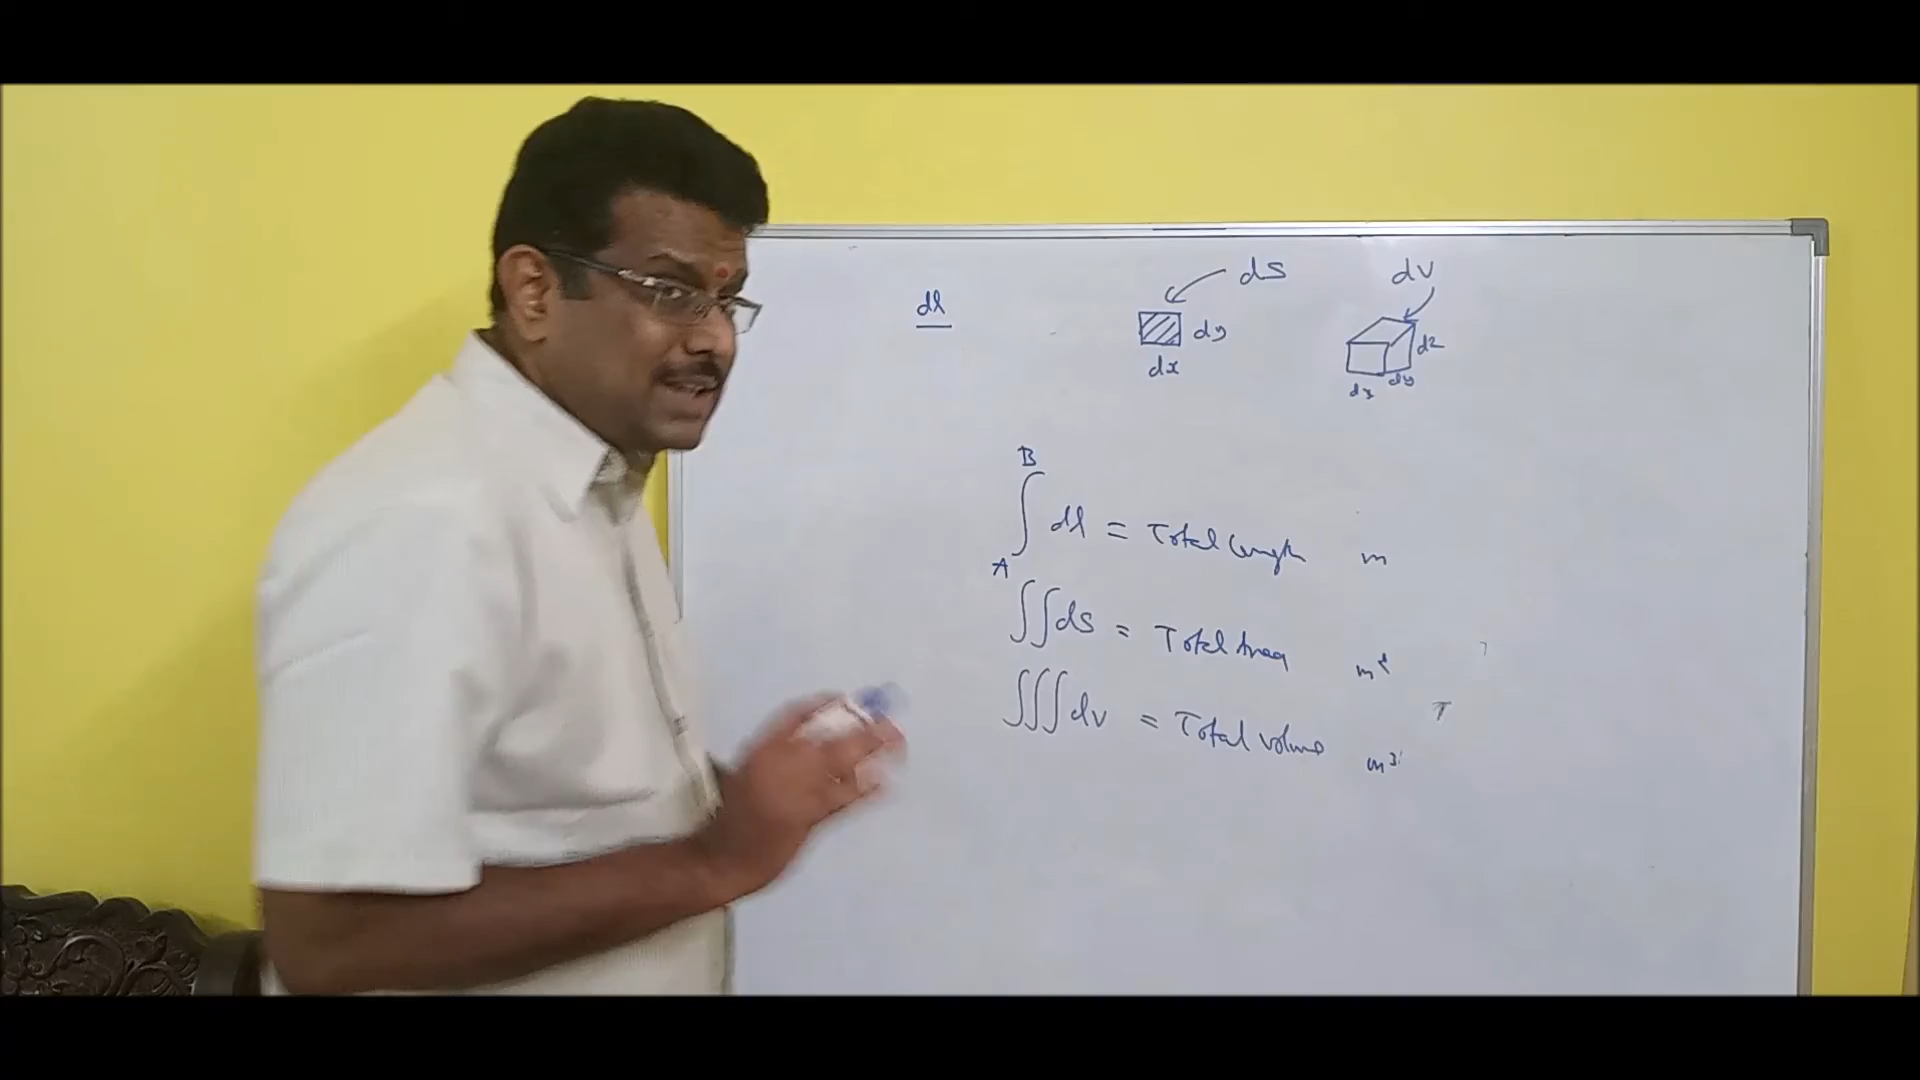 dl
dS
dy
dx
dV
dz
dy
dx
B
∫ dl = Total length m
A
∬ ds = Total Area m²
∭ dv = Total volume m³